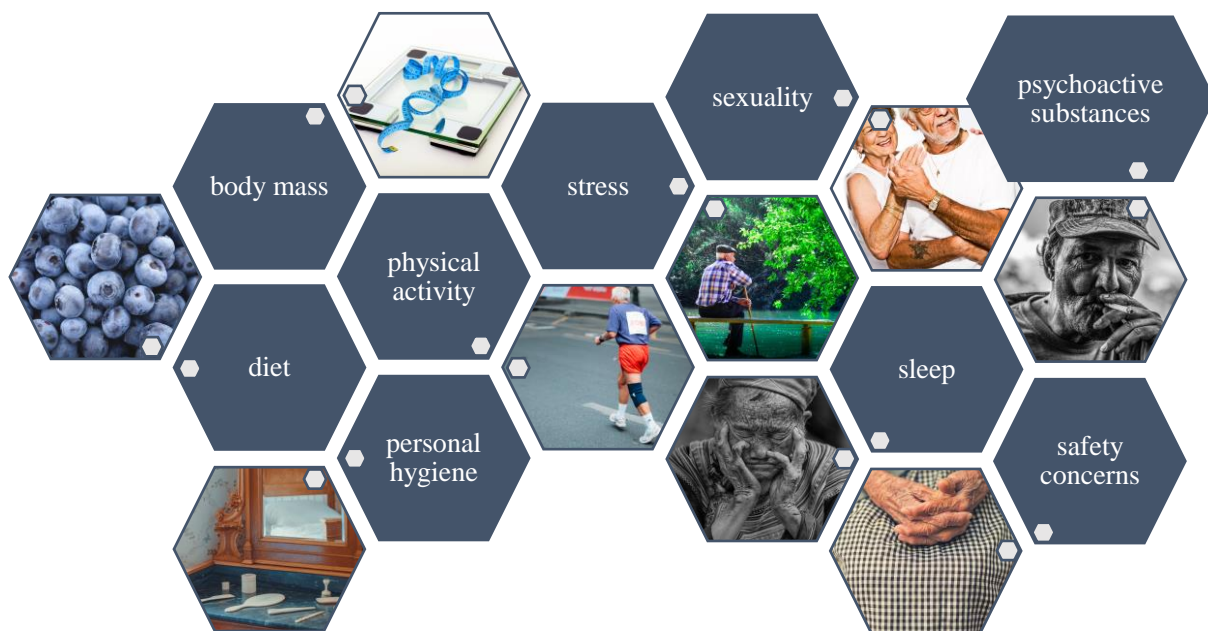 sexuality
psychoactive
substances
body mass
stress
physical
activity
diet
sleep
personal
hygiene
safety
concerns